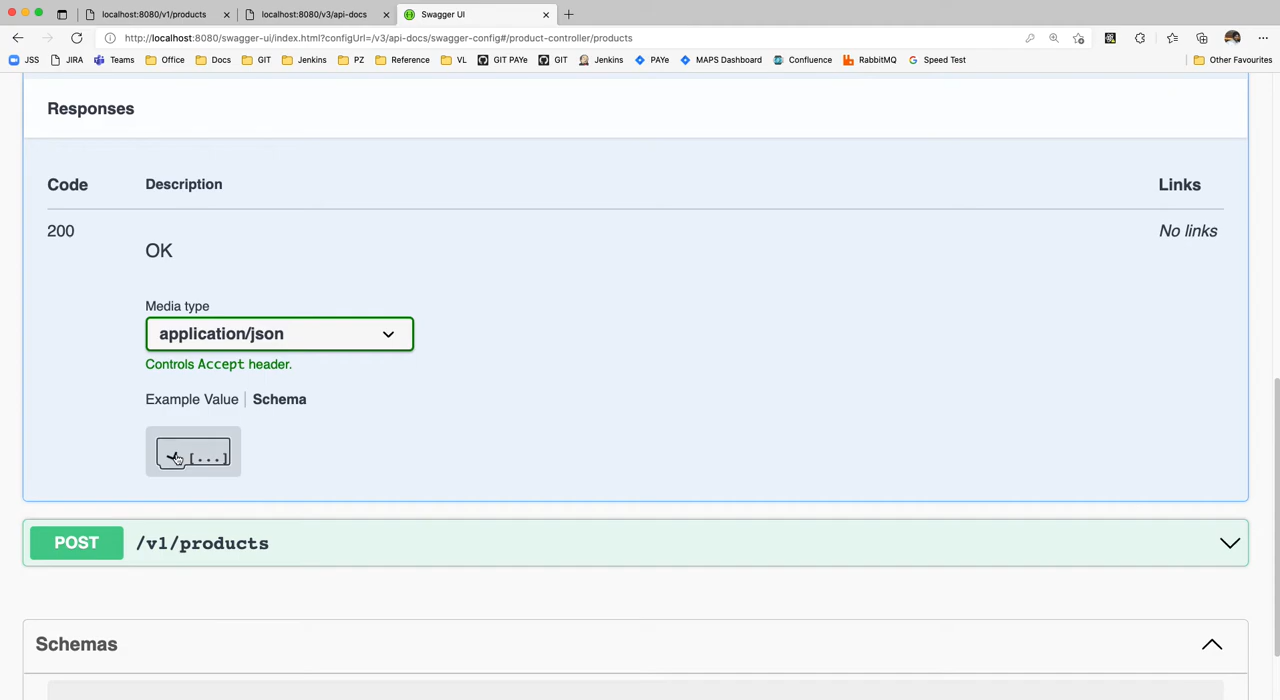 localhost:8080/v1/products
localhost:8080/v3/api-docs
Swagger UI
http://localhost:8080/swagger-ui/index.html?configUrl=/v3/api-docs/swagger-config#/product-controller/products
JSS JIRA Teams Office Docs GIT Jenkins PZ Reference VL GIT PAYe GIT Jenkins PAYe MAPS Dashboard Confluence RabbitMQ Speed Test Other Favourites
Responses
Code Description Links
200 OK No links
Media type
application/json
Controls Accept header.
Example Value | Schema
[...]
POST /v1/products
Schemas